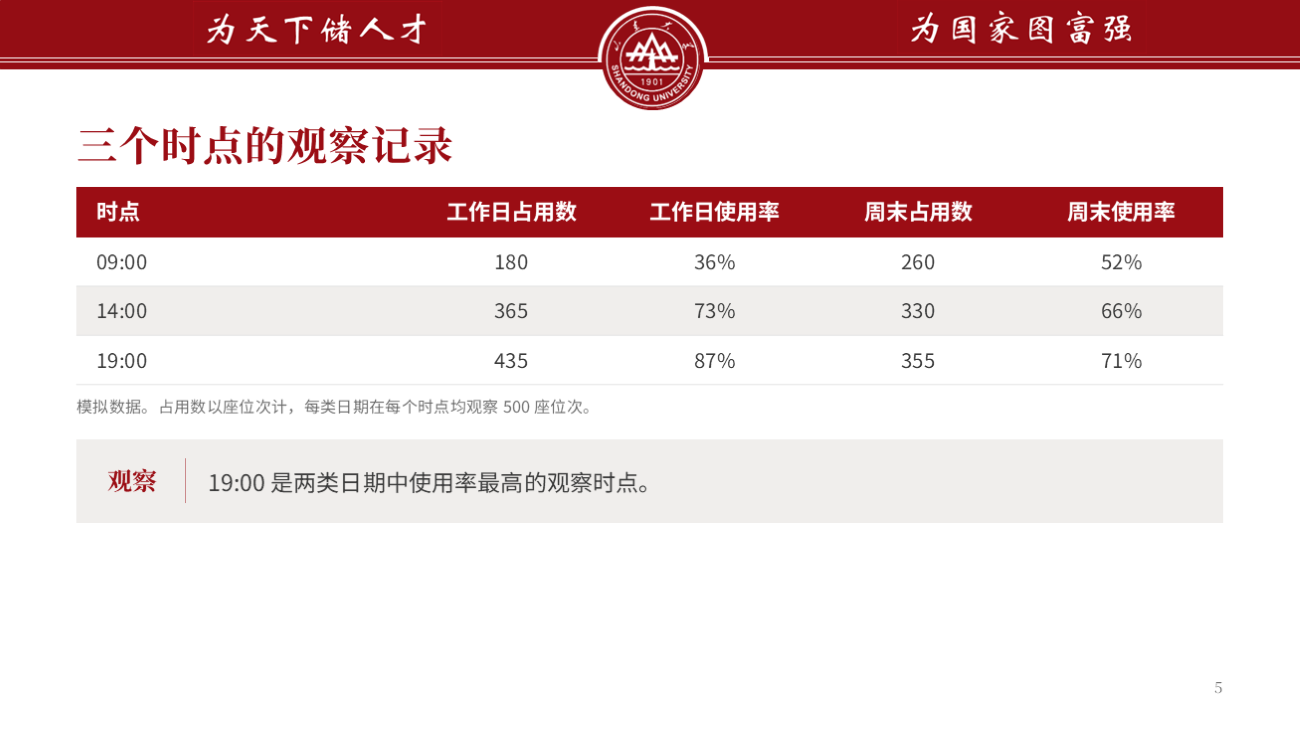 为天下储人才
为国家图富强
1901
SHANDONG UNIVERSITY
三个时点的观察记录
时点 工作日占用数 工作日使用率 周末占用数 周末使用率
09:00 180 36% 260 52%
14:00 365 73% 330 66%
19:00 435 87% 355 71%
模拟数据。占用数以座位次计，每类日期在每个时点均观察 500 座位次。
观察 19:00 是两类日期中使用率最高的观察时点。
5